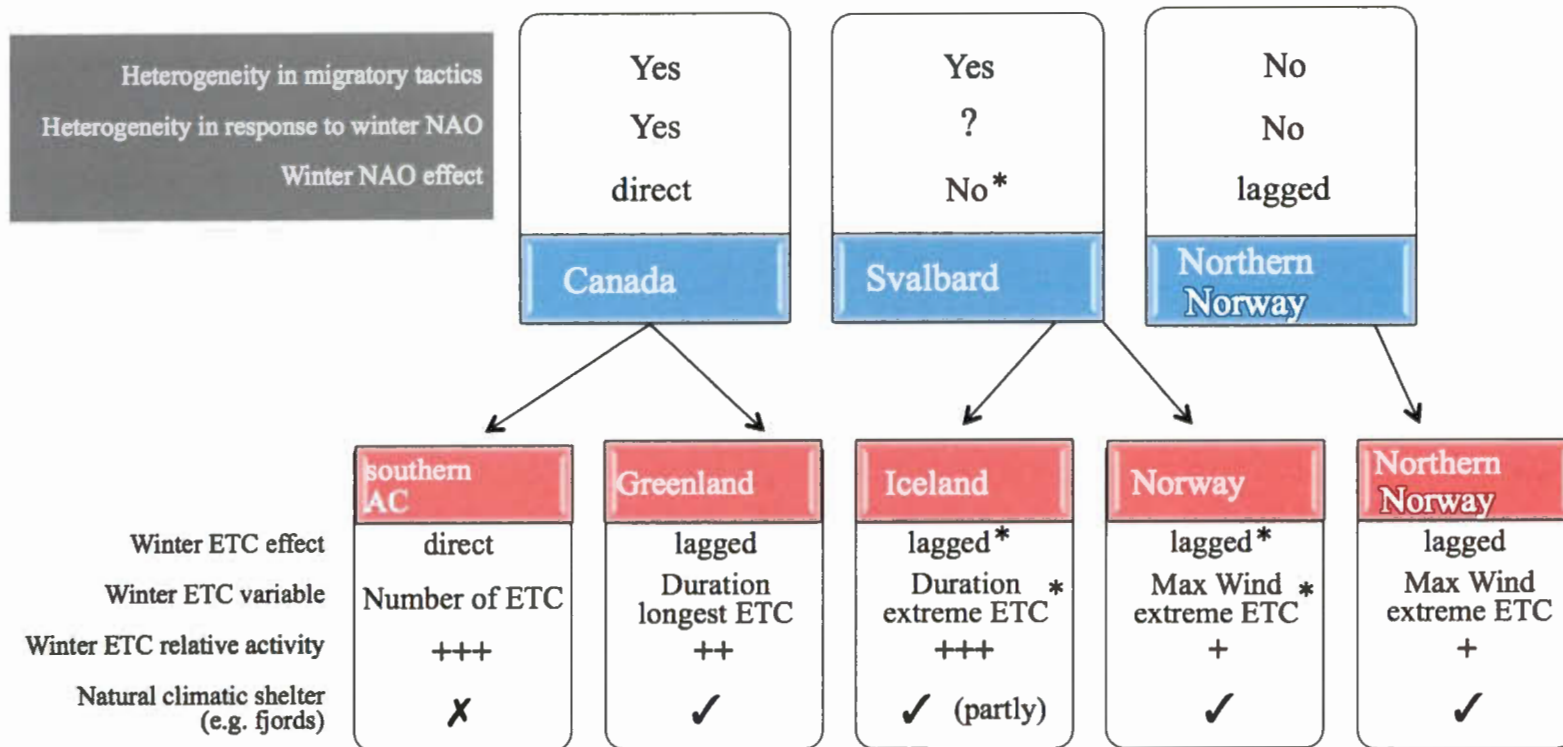 Heterogeneity in migratory tactics Yes Yes No
Heterogeneity in response to winter NAO Yes ? No
Winter NAO effect direct No* lagged
Canada Svalbard Northern
Norway
southern
AC Greenland Iceland Norway Northern
Norway
Winter ETC effect direct lagged lagged* lagged* lagged
Winter ETC variable Number of ETC Duration
longest ETC Duration
extreme ETC * Max Wind
extreme ETC * Max Wind
extreme ETC
Winter ETC relative activity +++ ++ +++ + +
Natural climatic shelter
(e.g. fjords) ✗ ✓ ✓ (partly) ✓ ✓